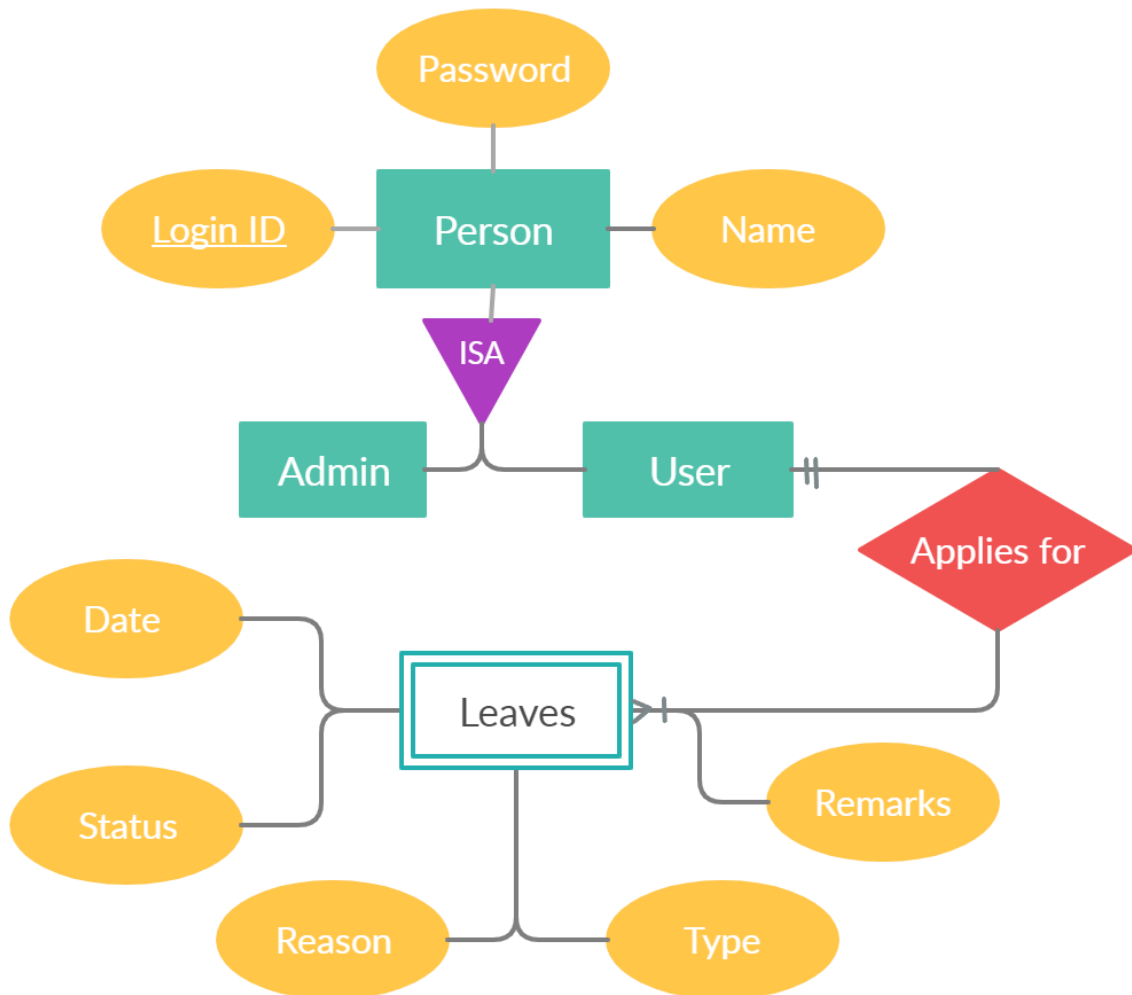 Password
Login ID
Person
Name
ISA
Admin
User
Applies for
Date
Leaves
Status
Remarks
Reason
Type